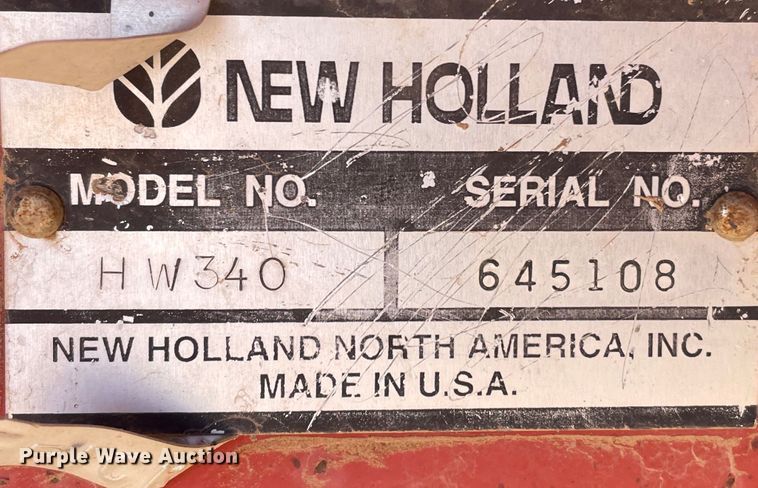 NEW HOLLAND
MODEL NO. SERIAL NO.
HW340 645108
NEW HOLLAND NORTH AMERICA, INC.
MADE IN U.S.A.
Purple Wave Auction